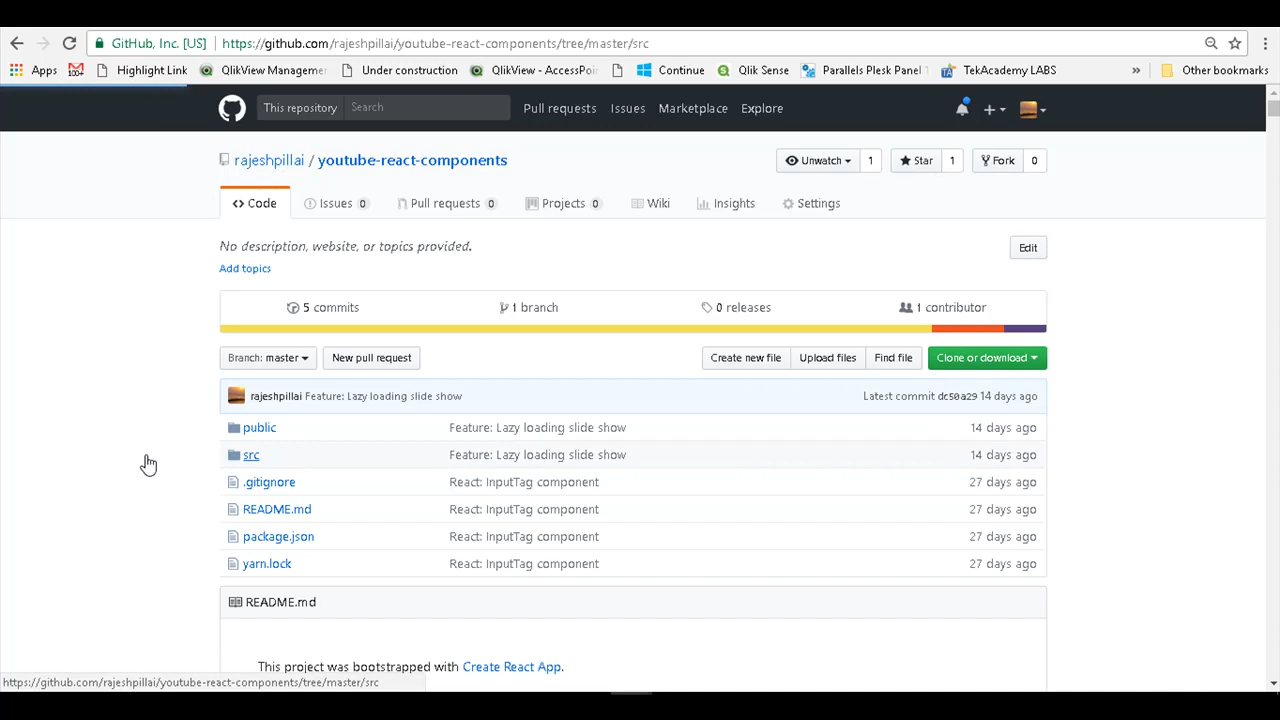 GitHub, Inc. [US] https://github.com/rajeshpillai/youtube-react-components/tree/master/src
Apps Highlight Link QlikView Manageme Under construction QlikView - AccessPoi Continue Qlik Sense Parallels Plesk Panel TekAcademy LABS » Other bookmarks
This repository Search Pull requests Issues Marketplace Explore
rajeshpillai / youtube-react-components Unwatch 1 Star 1 Fork 0
Code Issues 0 Pull requests 0 Projects 0 Wiki Insights Settings
No description, website, or topics provided. Edit
Add topics
5 commits 1 branch 0 releases 1 contributor
Branch: master New pull request Create new file Upload files Find file Clone or download
rajeshpillai Feature: Lazy loading slide show Latest commit dc50a29 14 days ago
public Feature: Lazy loading slide show 14 days ago
src Feature: Lazy loading slide show 14 days ago
.gitignore React: InputTag component 27 days ago
README.md React: InputTag component 27 days ago
package.json React: InputTag component 27 days ago
yarn.lock React: InputTag component 27 days ago
README.md
This project was bootstrapped with Create React App.
https://github.com/rajeshpillai/youtube-react-components/tree/master/src